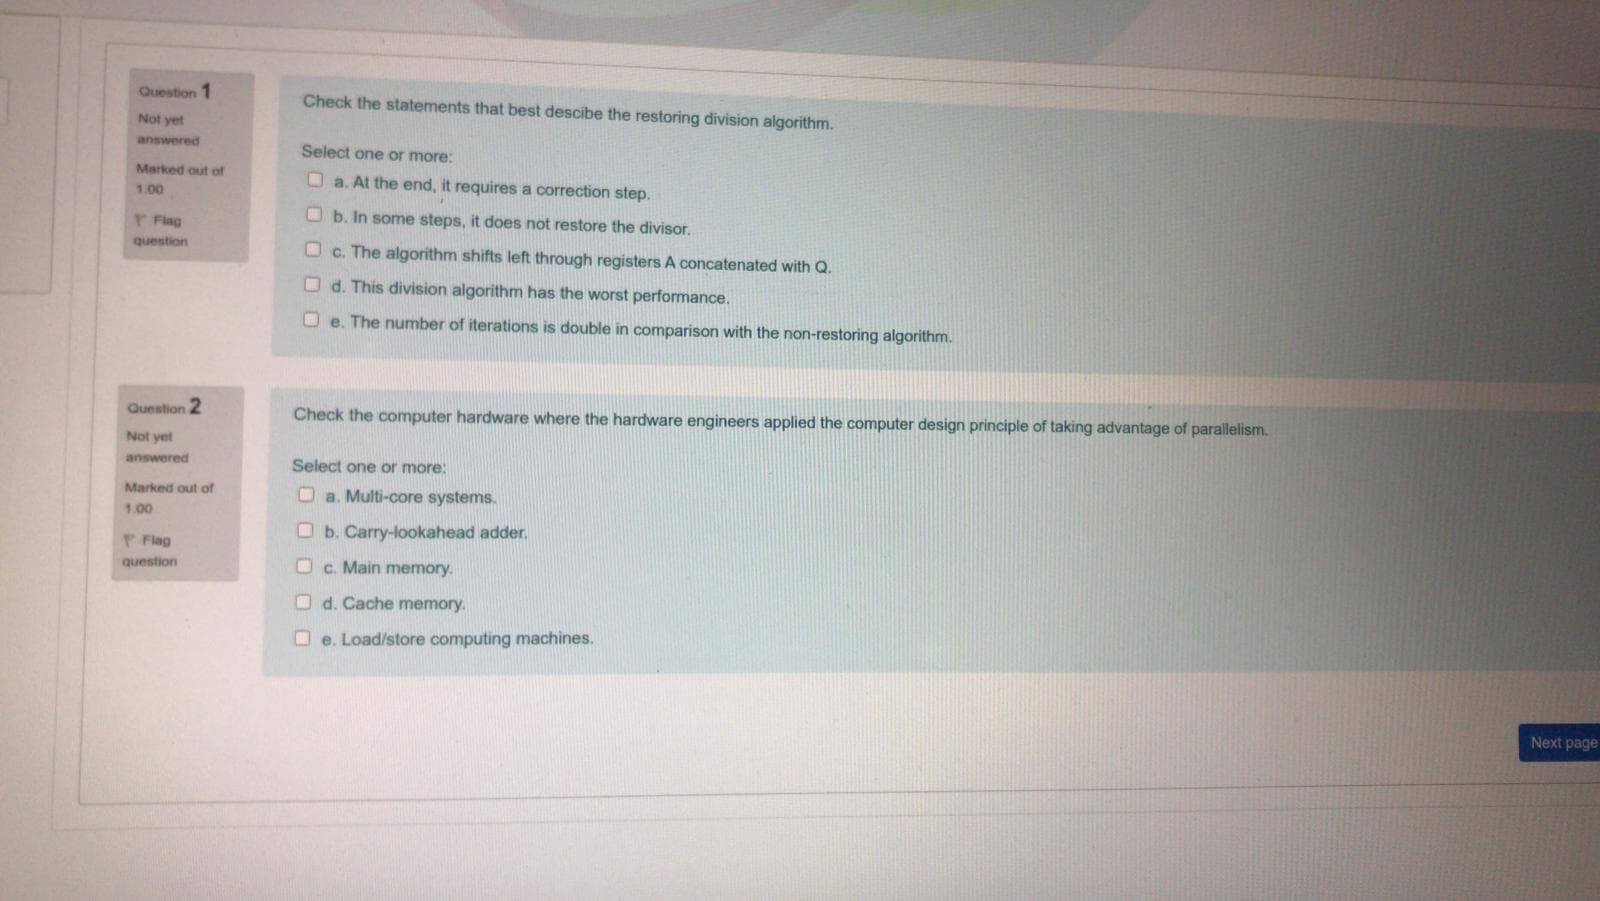 Question 1
Not yet
answered
Marked out of
1.00
Flag
question
Check the statements that best descibe the restoring division algorithm.
Select one or more:
a. At the end, it requires a correction step.
b. In some steps, it does not restore the divisor.
c. The algorithm shifts left through registers A concatenated with Q.
d. This division algorithm has the worst performance.
e. The number of iterations is double in comparison with the non-restoring algorithm.
Question 2
Not yet
answered
Marked out of
1.00
Flag
question
Check the computer hardware where the hardware engineers applied the computer design principle of taking advantage of parallelism.
Select one or more:
a. Multi-core systems.
b. Carry-lookahead adder.
c. Main memory.
d. Cache memory.
e. Load/store computing machines.
Next page